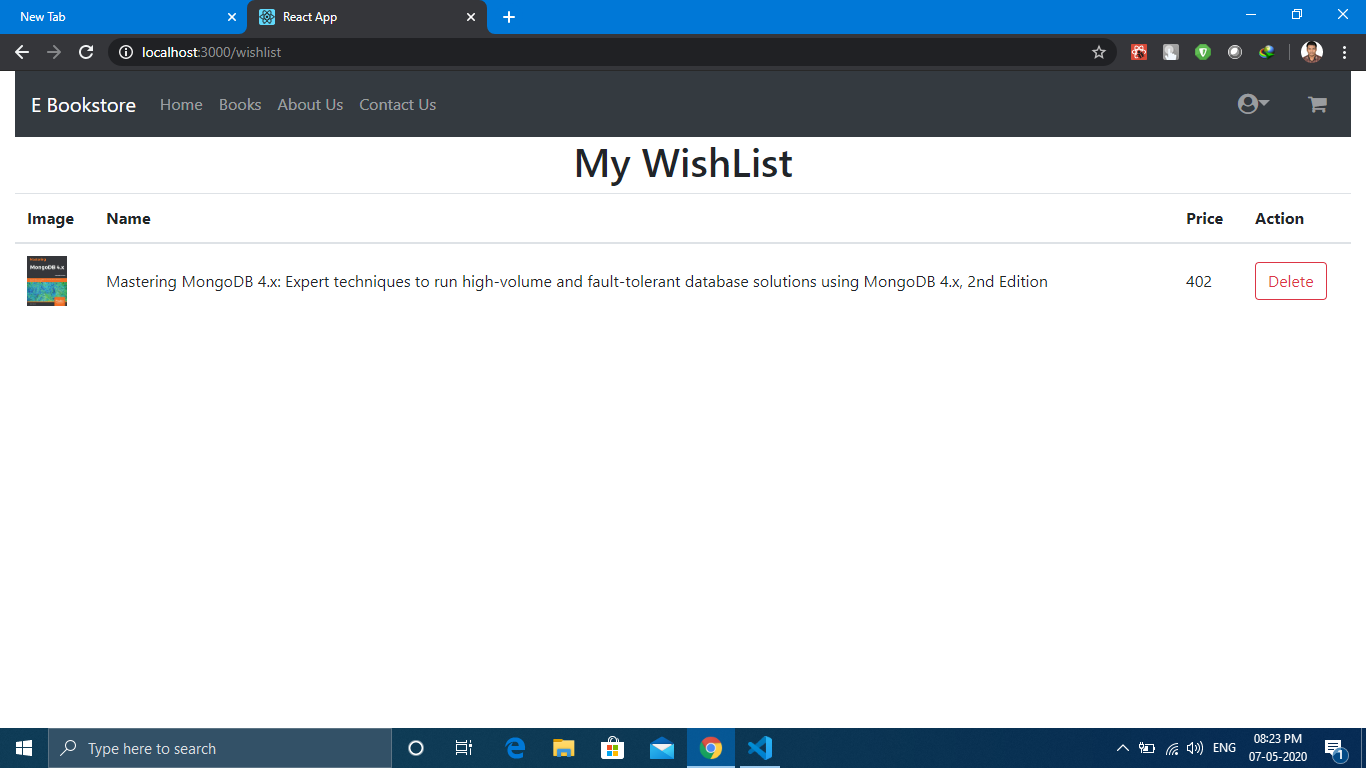 New Tab
React App
localhost:3000/wishlist
E Bookstore Home Books About Us Contact Us
My WishList
Image Name Price Action
MongoDB 4.x
Mastering MongoDB 4.x: Expert techniques to run high-volume and fault-tolerant database solutions using MongoDB 4.x, 2nd Edition 402 Delete
Type here to search
ENG
08:23 PM
07-05-2020
1